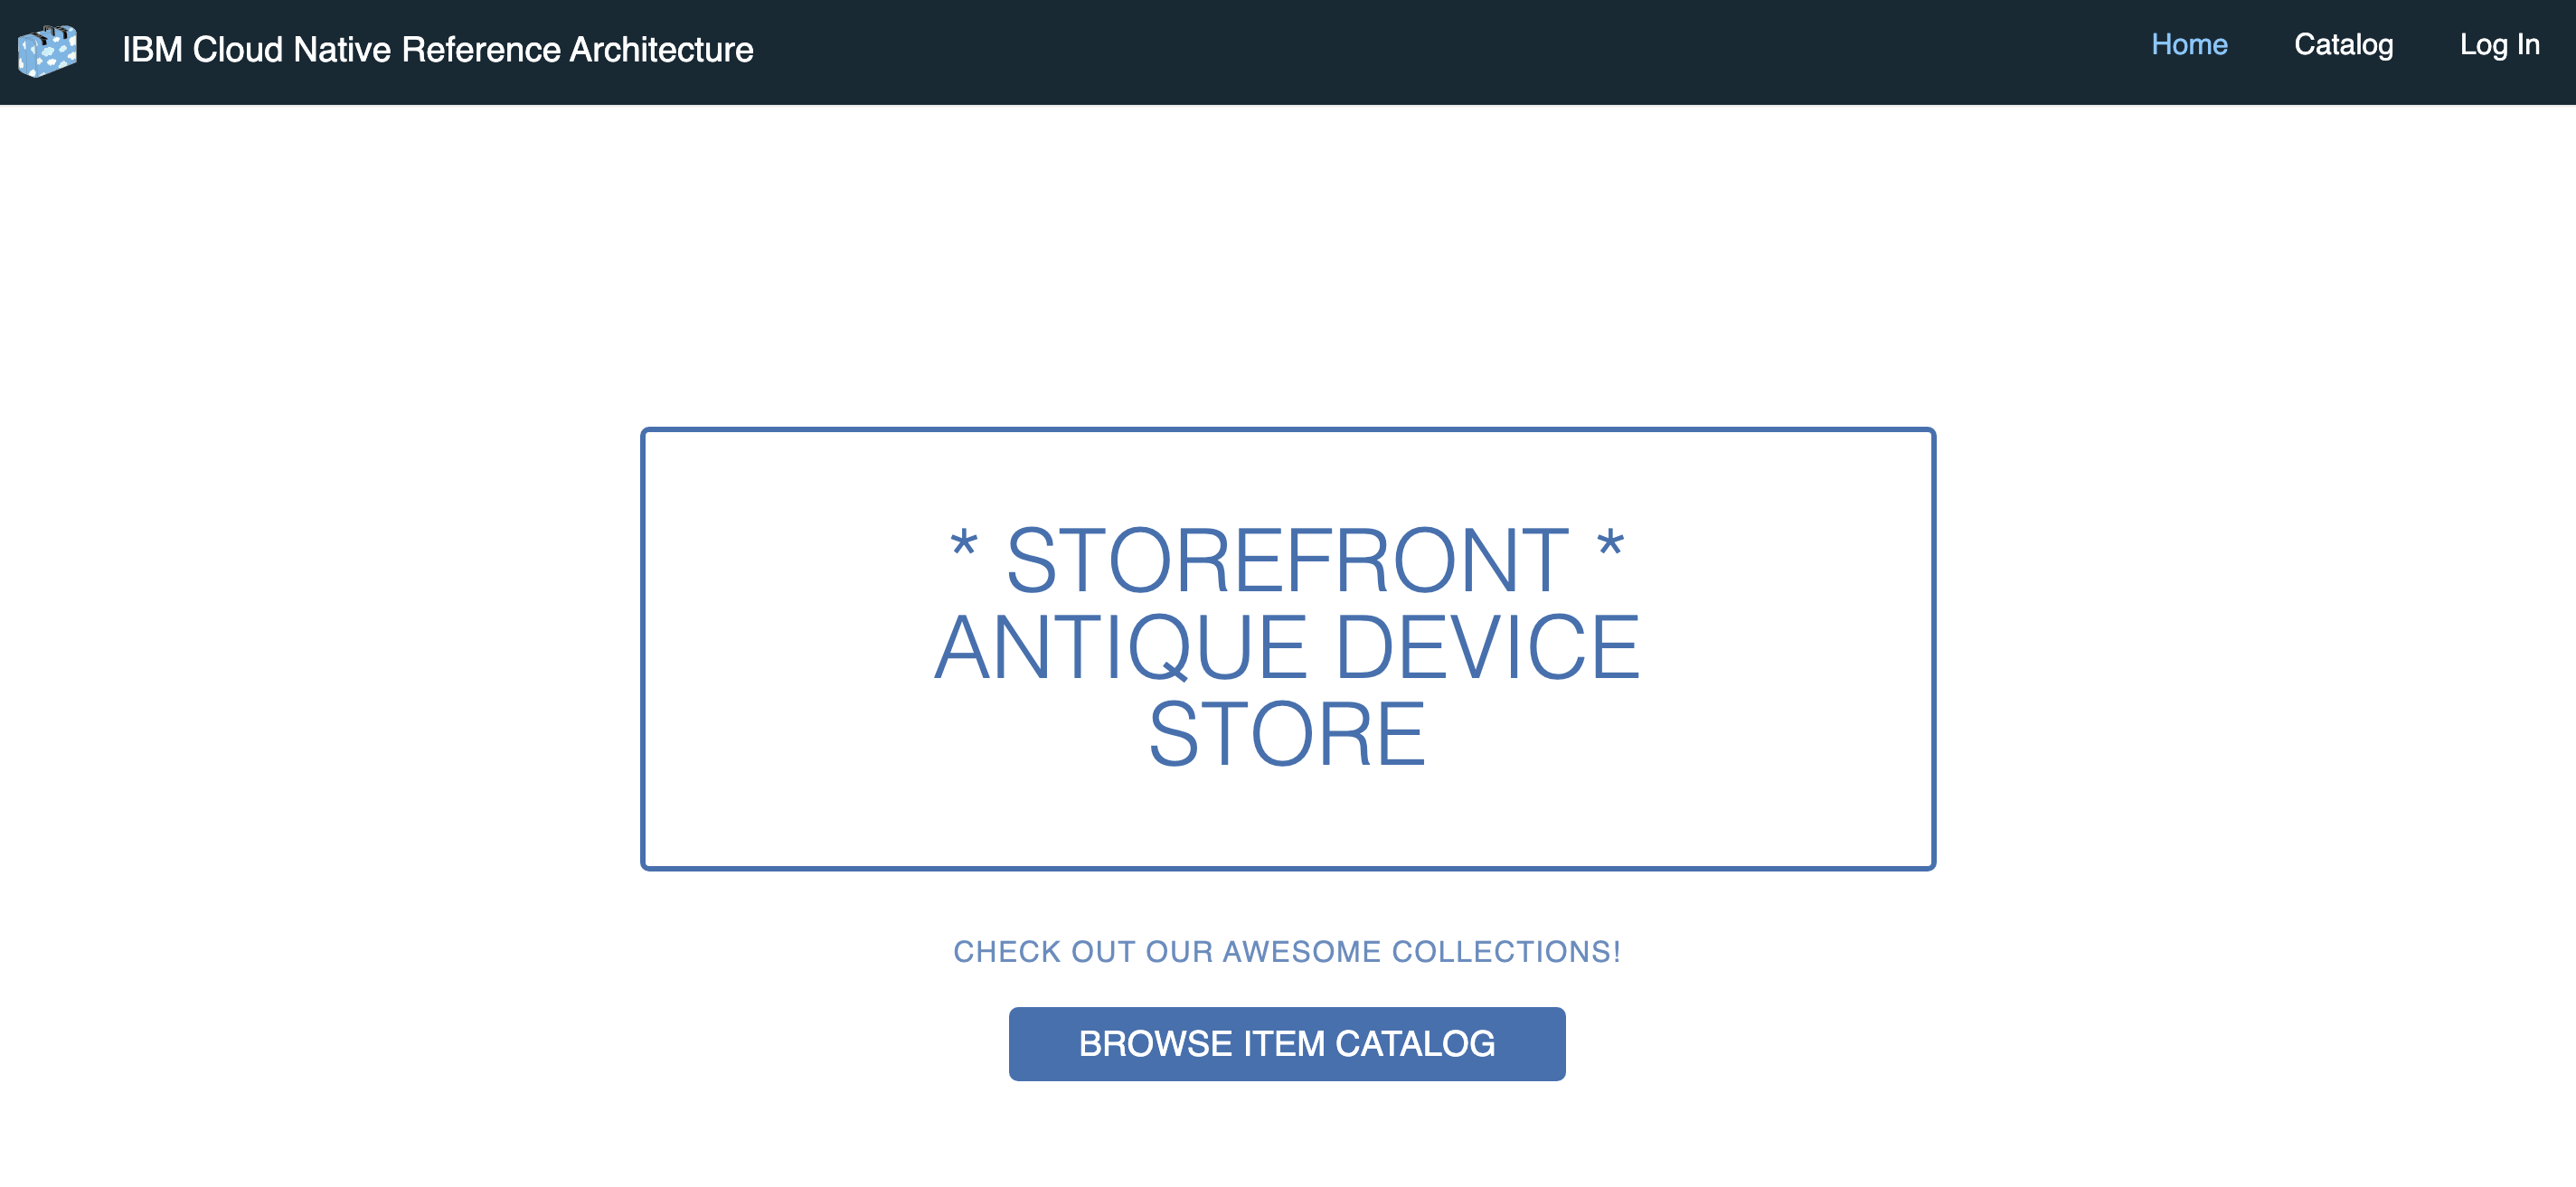 IBM Cloud Native Reference Architecture
Home Catalog Log In
* STOREFRONT *
ANTIQUE DEVICE
STORE
CHECK OUT OUR AWESOME COLLECTIONS!
BROWSE ITEM CATALOG